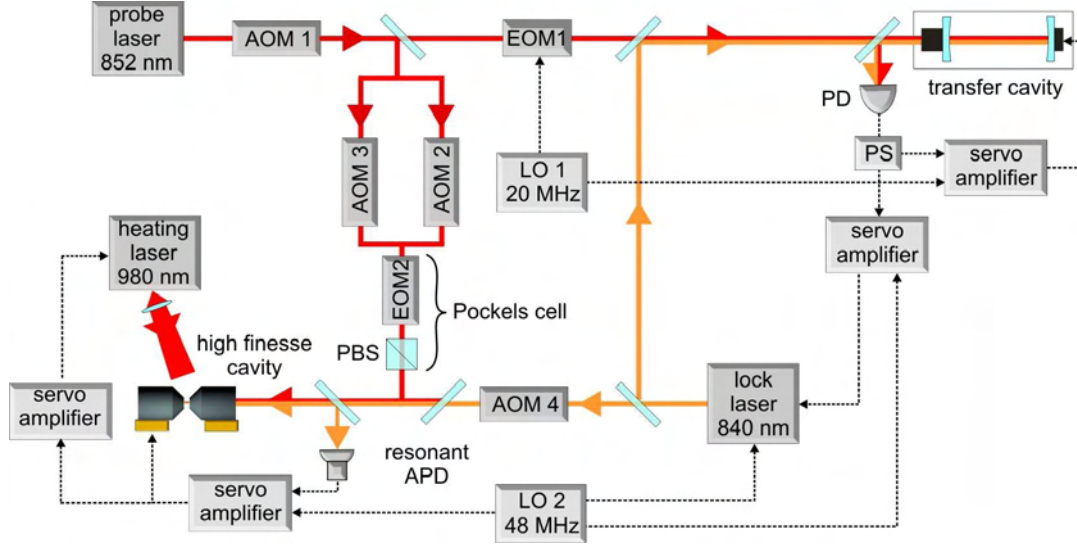 probe
laser
852 nm
AOM 1
EOM1
PD
transfer cavity
AOM 3
AOM 2
LO 1
20 MHz
PS
servo
amplifier
servo
amplifier
heating
laser
980 nm
EOM2
Pockels cell
PBS
high finesse
cavity
servo
amplifier
AOM 4
lock
laser
840 nm
resonant
APD
servo
amplifier
LO 2
48 MHz